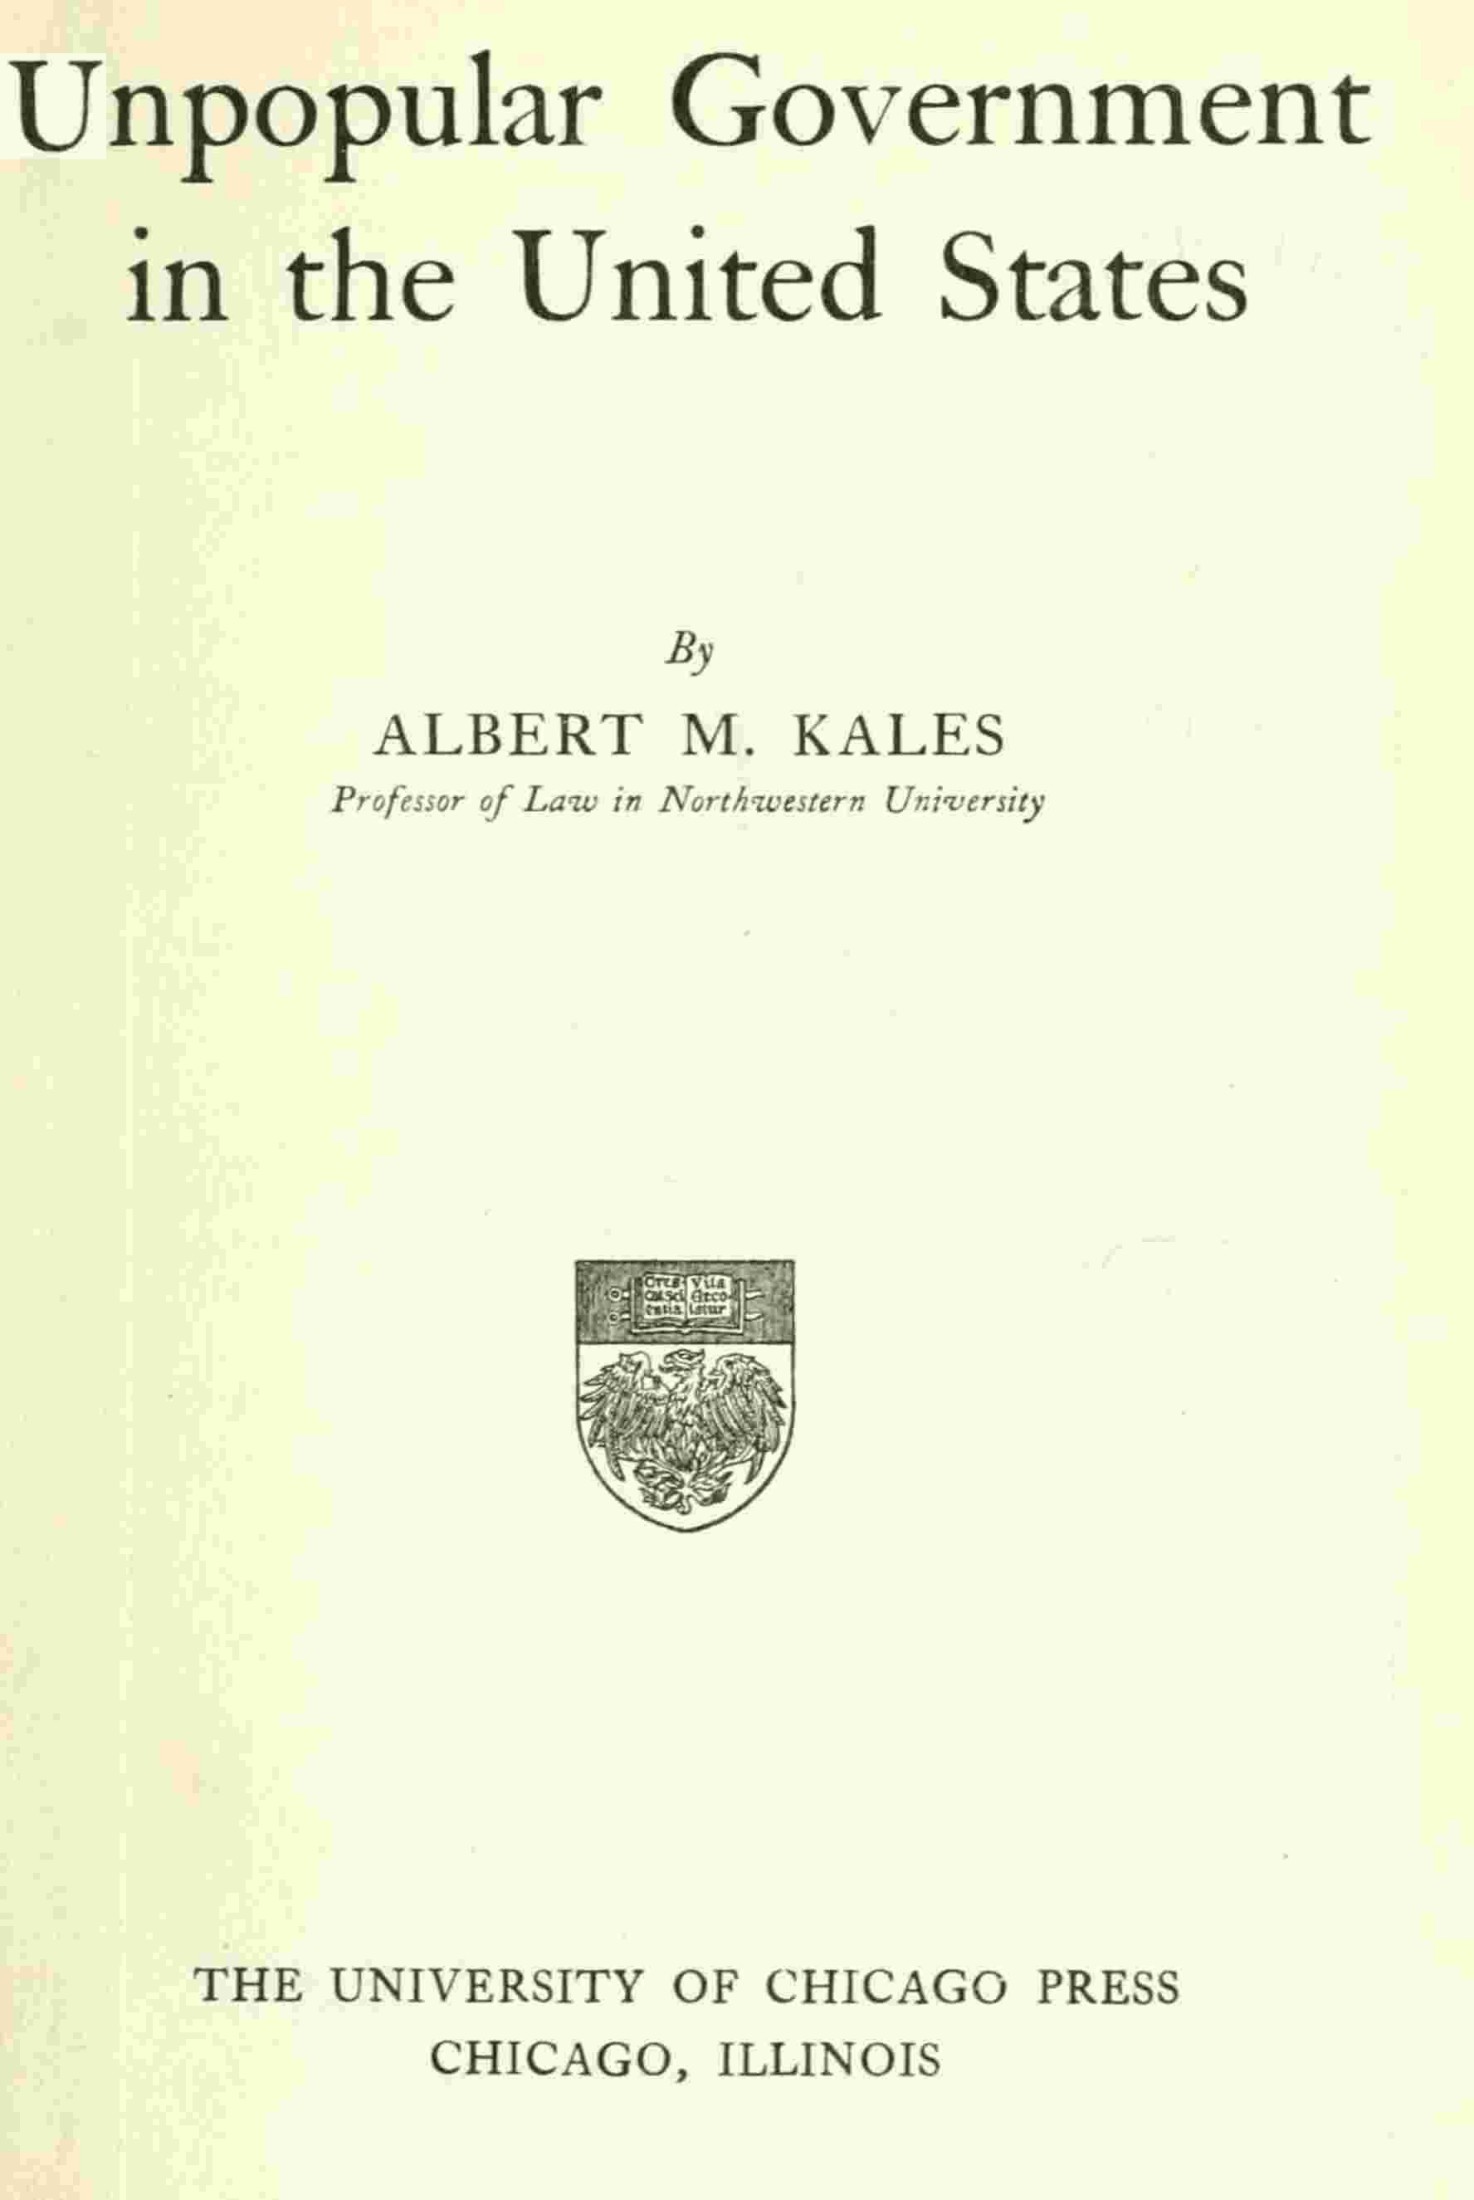 Unpopular Government
in the United States
By
ALBERT M. KALES
Professor of Law in Northwestern University
THE UNIVERSITY OF CHICAGO PRESS
CHICAGO, ILLINOIS